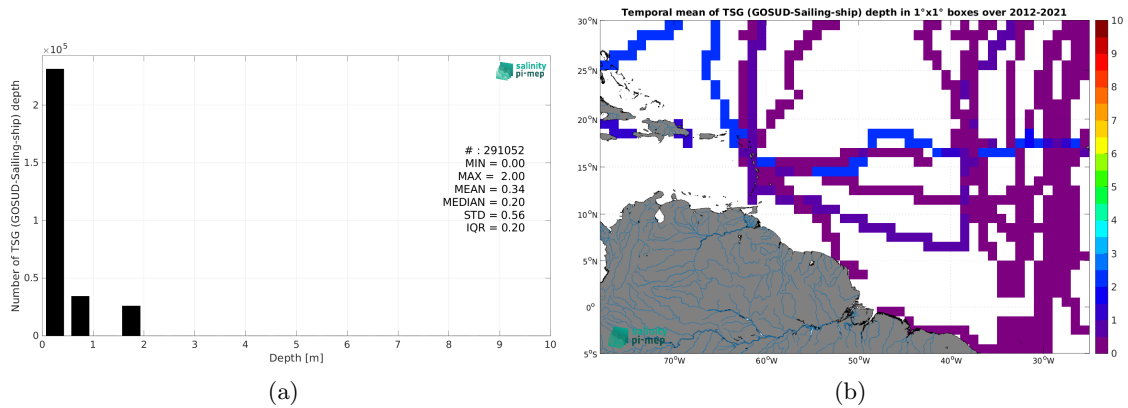 ×10⁵
2
1.5
1
0.5
0
0 1 2 3 4 5 6 7 8 9 10
Number of TSG (GOSUD-Sailing-ship) depth
Depth [m]
salinity
pi-mep
# : 291052
MIN = 0.00
MAX = 2.00
MEAN = 0.34
MEDIAN = 0.20
STD = 0.56
IQR = 0.20
(a)
Temporal mean of TSG (GOSUD-Sailing-ship) depth in 1°x1° boxes over 2012-2021
30°N
25°N
20°N
15°N
10°N
5°N
0°
5°S
70°W 60°W 50°W 40°W 30°W
salinity
pi-mep
10
9
8
7
6
5
4
3
2
1
0
(b)